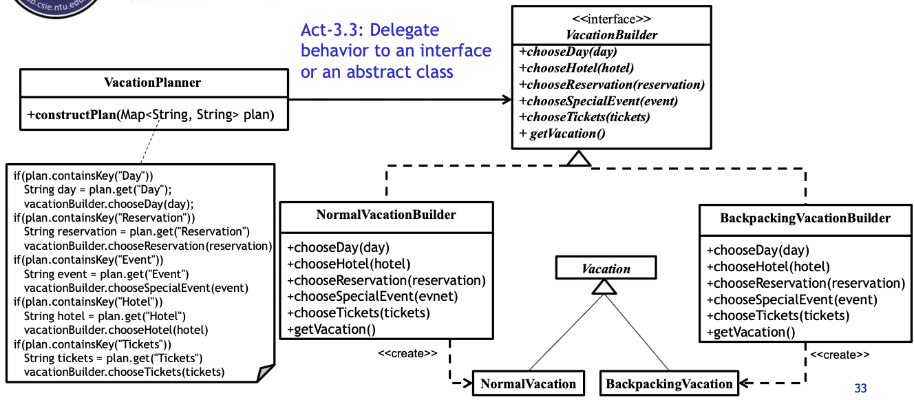 csie.ntu.edu
Act-3.3: Delegate
behavior to an interface
or an abstract class
<<interface>>
VacationBuilder
+chooseDay(day)
+chooseHotel(hotel)
+chooseReservation(reservation)
+chooseSpecialEvent(event)
+chooseTickets(tickets)
+ getVacation()
VacationPlanner
+constructPlan(Map<String, String> plan)
if(plan.containsKey("Day"))
String day = plan.get("Day");
vacationBuilder.chooseDay(day);
if(plan.containsKey("Reservation"))
String reservation = plan.get("Reservation")
vacationBuilder.chooseReservation(reservation)
if(plan.containsKey("Event"))
String event = plan.get("Event")
vacationBuilder.chooseSpecialEvent(event)
if(plan.containsKey("Hotel"))
String hotel = plan.get("Hotel")
vacationBuilder.chooseHotel(hotel)
if(plan.containsKey("Tickets"))
String tickets = plan.get("Tickets")
vacationBuilder.chooseTickets(tickets)
NormalVacationBuilder
+chooseDay(day)
+chooseHotel(hotel)
+chooseReservation(reservation)
+chooseSpecialEvent(evnet)
+chooseTickets(tickets)
+getVacation()
<<create>>
Vacation
NormalVacation
BackpackingVacation
BackpackingVacationBuilder
+chooseDay(day)
+chooseHotel(hotel)
+chooseReservation(reservation)
+chooseSpecialEvent(event)
+chooseTickets(tickets)
+getVacation()
<<create>>
33